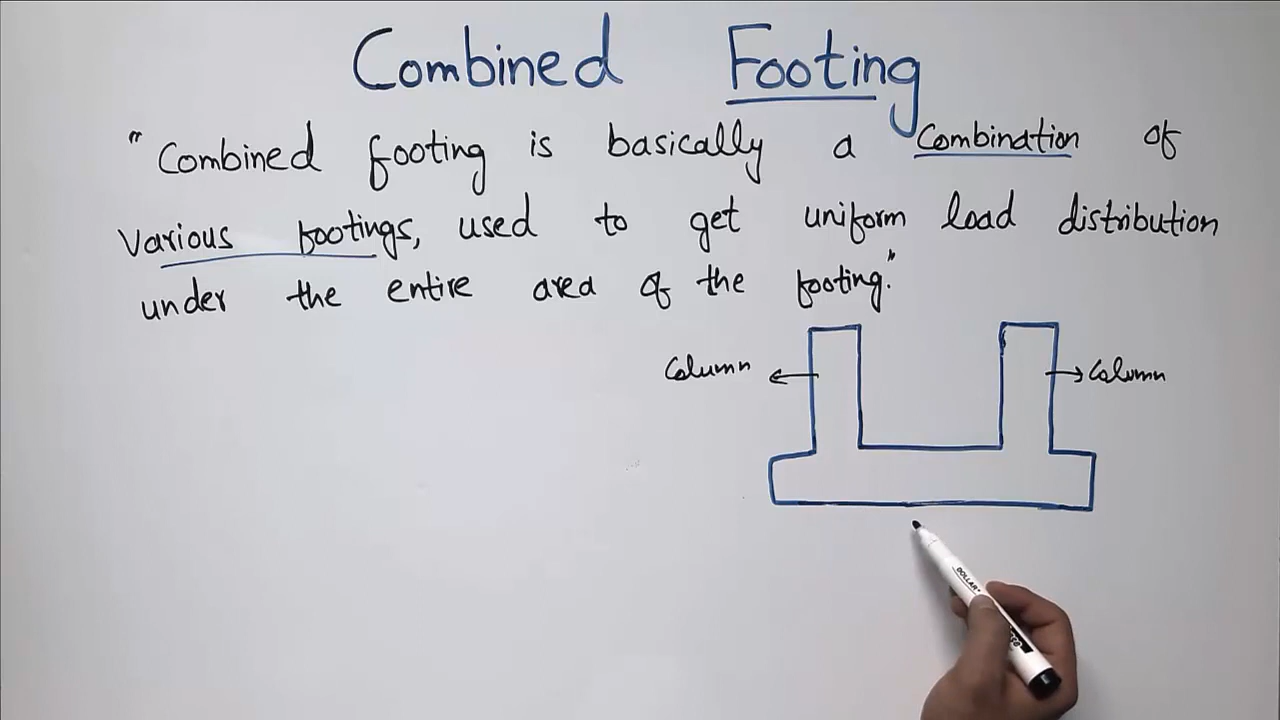 Combined Footing
" Combined footing is basically a Combination of
various footings, used to get uniform load distribution
under the entire area of the footing."
Column
Column
DOLLAR